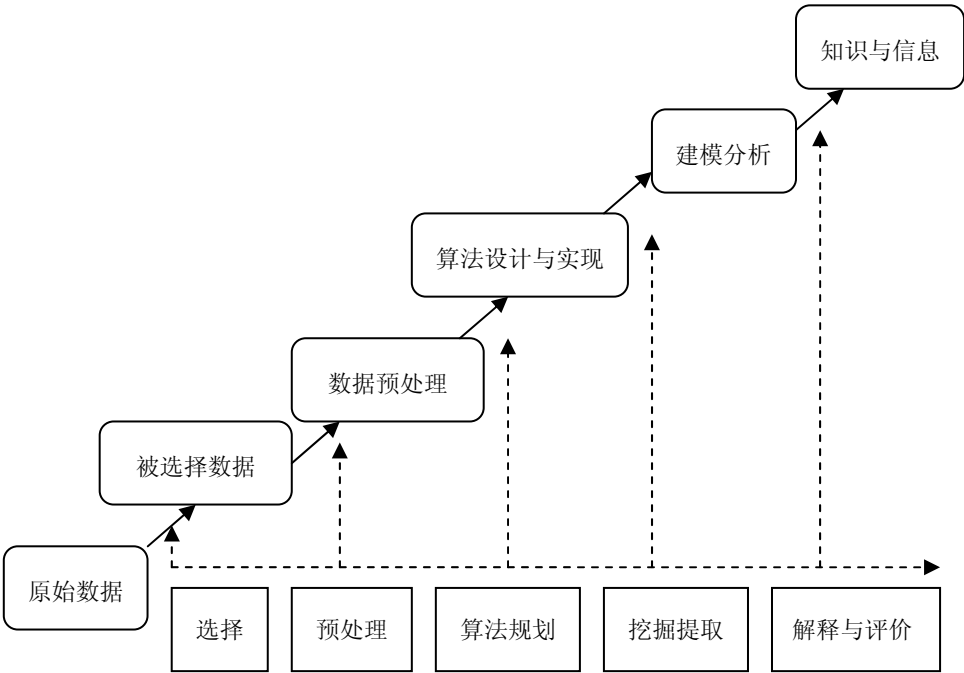 知识与信息
建模分析
算法设计与实现
数据预处理
被选择数据
原始数据
选择
预处理
算法规划
挖掘提取
解释与评价